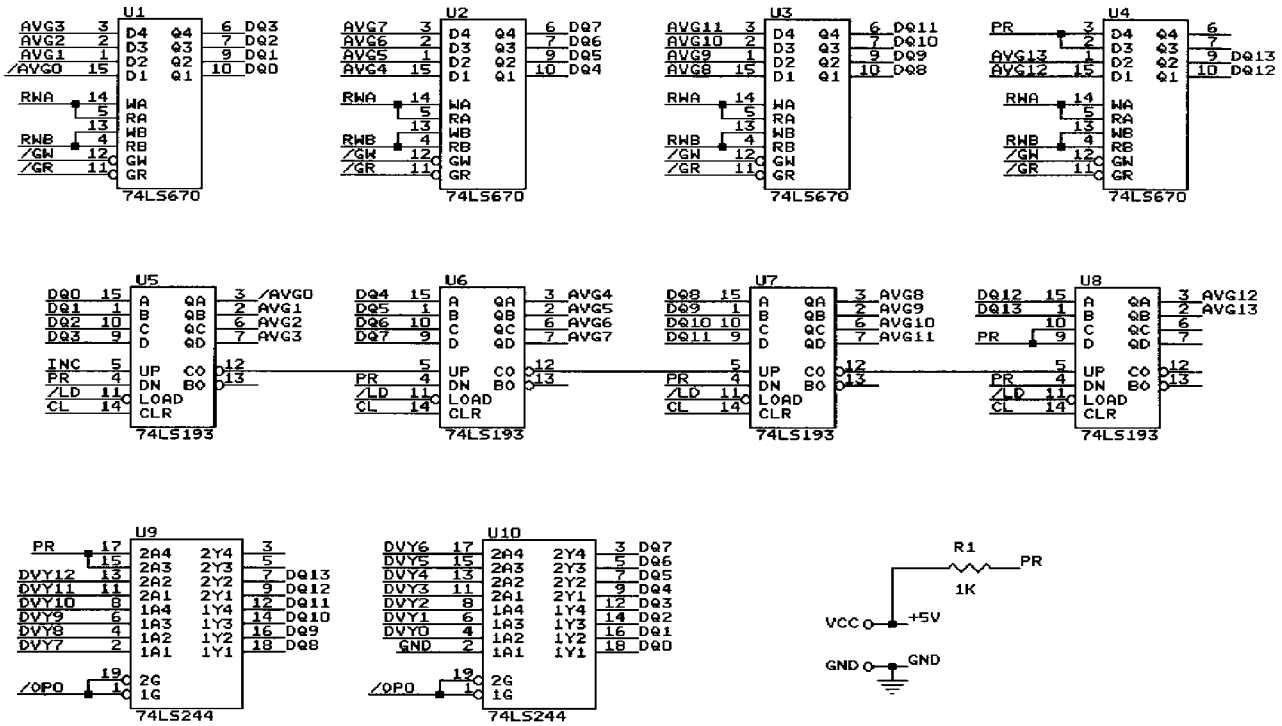 U1 U2 U3 U4
AVG3 3 D4 Q4 6 DQ3 AVG7 3 D4 Q4 6 DQ7 AVG11 3 D4 Q4 6 DQ11 PR 3 D4 Q4 6
AVG2 2 D3 Q3 7 DQ2 AVG6 2 D3 Q3 7 DQ6 AVG10 2 D3 Q3 7 DQ10 2 D3 Q3 7
AVG1 1 D2 Q2 9 DQ1 AVG5 1 D2 Q2 9 DQ5 AVG9 1 D2 Q2 9 DQ9 AVG13 1 D2 Q2 9 DQ13
/AVG0 15 D1 Q1 10 DQ0 AVG4 15 D1 Q1 10 DQ4 AVG8 15 D1 Q1 10 DQ8 AVG12 15 D1 Q1 10 DQ12
RWA 14 WA RWA 14 WA RWA 14 WA RWA 14 WA
5 RA 5 RA 5 RA 5 RA
13 WB 13 WB 13 WB 13 WB
RWB 4 RB RWB 4 RB RWB 4 RB RWB 4 RB
/GW 12 GW /GW 12 GW /GW 12 GW /GW 12 GW
/GR 11 GR /GR 11 GR /GR 11 GR /GR 11 GR
74LS670 74LS670 74LS670 74LS670
U5 U6 U7 U8
DQ0 15 A QA 3 /AVG0 DQ4 15 A QA 3 AVG4 DQ8 15 A QA 3 AVG8 DQ12 15 A QA 3 AVG12
DQ1 1 B QB 2 AVG1 DQ5 1 B QB 2 AVG5 DQ9 1 B QB 2 AVG9 DQ13 1 B QB 2 AVG13
DQ2 10 C QC 6 AVG2 DQ6 10 C QC 6 AVG6 DQ10 10 C QC 6 AVG10 10 C QC 6
DQ3 9 D QD 7 AVG3 DQ7 9 D QD 7 AVG7 DQ11 9 D QD 7 AVG11 PR 9 D QD 7
INC 5 UP CO 12 5 UP CO 12 5 UP CO 12 5 UP CO 12
PR 4 DN BO 13 PR 4 DN BO 13 PR 4 DN BO 13 PR 4 DN BO 13
/LD 11 LOAD /LD 11 LOAD /LD 11 LOAD /LD 11 LOAD
CL 14 CLR CL 14 CLR CL 14 CLR CL 14 CLR
74LS193 74LS193 74LS193 74LS193
U9 U10
PR 17 2A4 2Y4 3 DVY6 17 2A4 2Y4 3 DQ7
15 2A3 2Y3 5 DVY5 15 2A3 2Y3 5 DQ6
DVY12 13 2A2 2Y2 7 DQ13 DVY4 13 2A2 2Y2 7 DQ5
DVY11 11 2A1 2Y1 9 DQ12 DVY3 11 2A1 2Y1 9 DQ4
DVY10 8 1A4 1Y4 12 DQ11 DVY2 8 1A4 1Y4 12 DQ3
DVY9 6 1A3 1Y3 14 DQ10 DVY1 6 1A3 1Y3 14 DQ2
DVY8 4 1A2 1Y2 16 DQ9 DVY0 4 1A2 1Y2 16 DQ1
DVY7 2 1A1 1Y1 18 DQ8 GND 2 1A1 1Y1 18 DQ0
19 2G 19 2G
/OPO 1 1G /OPO 1 1G
74LS244 74LS244
R1
PR
1K
VCC +5V
GND GND